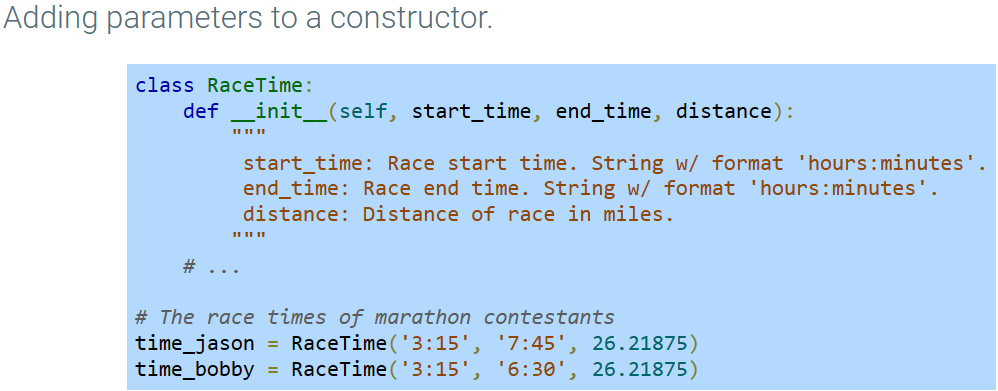 Adding parameters to a constructor.
class RaceTime:
    def __init__(self, start_time, end_time, distance):
        """
         start_time: Race start time. String w/ format 'hours:minutes'.
         end_time: Race end time. String w/ format 'hours:minutes'.
         distance: Distance of race in miles.
        """
    # ...
# The race times of marathon contestants
time_jason = RaceTime('3:15', '7:45', 26.21875)
time_bobby = RaceTime('3:15', '6:30', 26.21875)